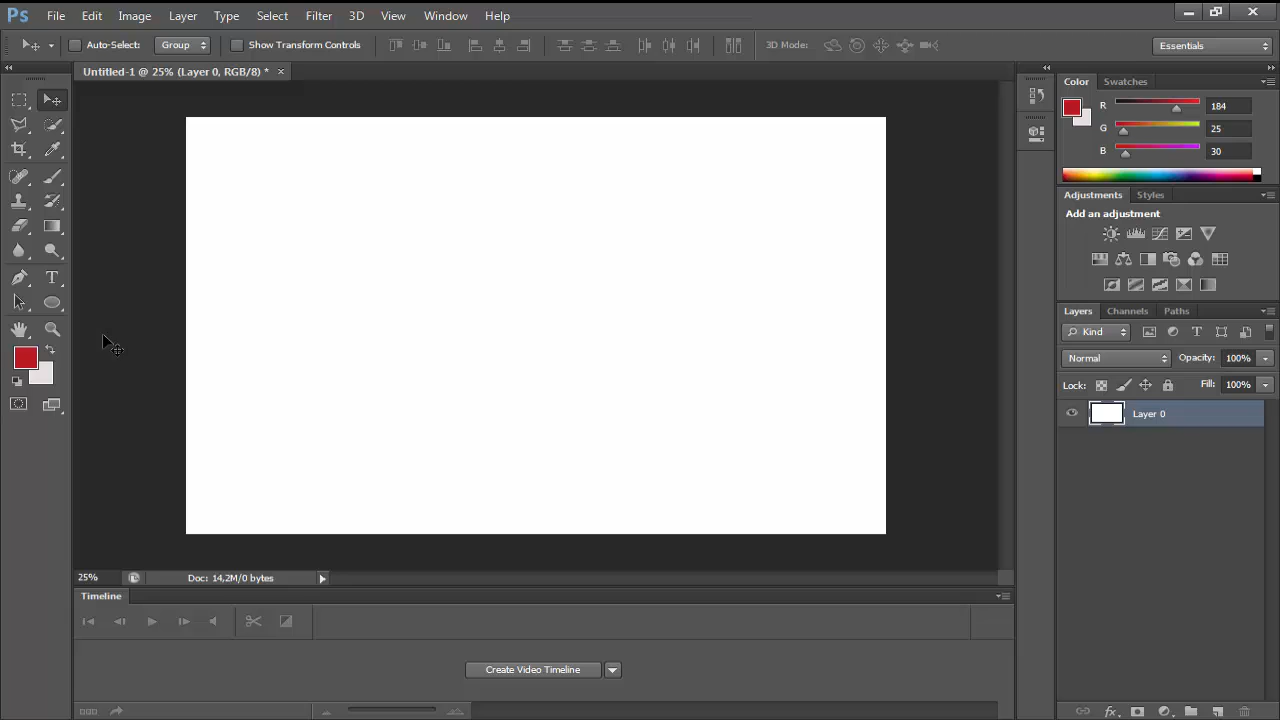 Ps File Edit Image Layer Type Select Filter 3D View Window Help
Auto-Select: Group Show Transform Controls 3D Mode: Essentials
Untitled-1 @ 25% (Layer 0, RGB/8) * ×
Color Swatches
R 184
G 25
B 30
Adjustments Styles
Add an adjustment
T
Layers Channels Paths
Kind T
Normal Opacity: 100%
Lock: Fill: 100%
Layer 0
25% Doc: 14,2M/0 bytes
Timeline
Create Video Timeline
fx